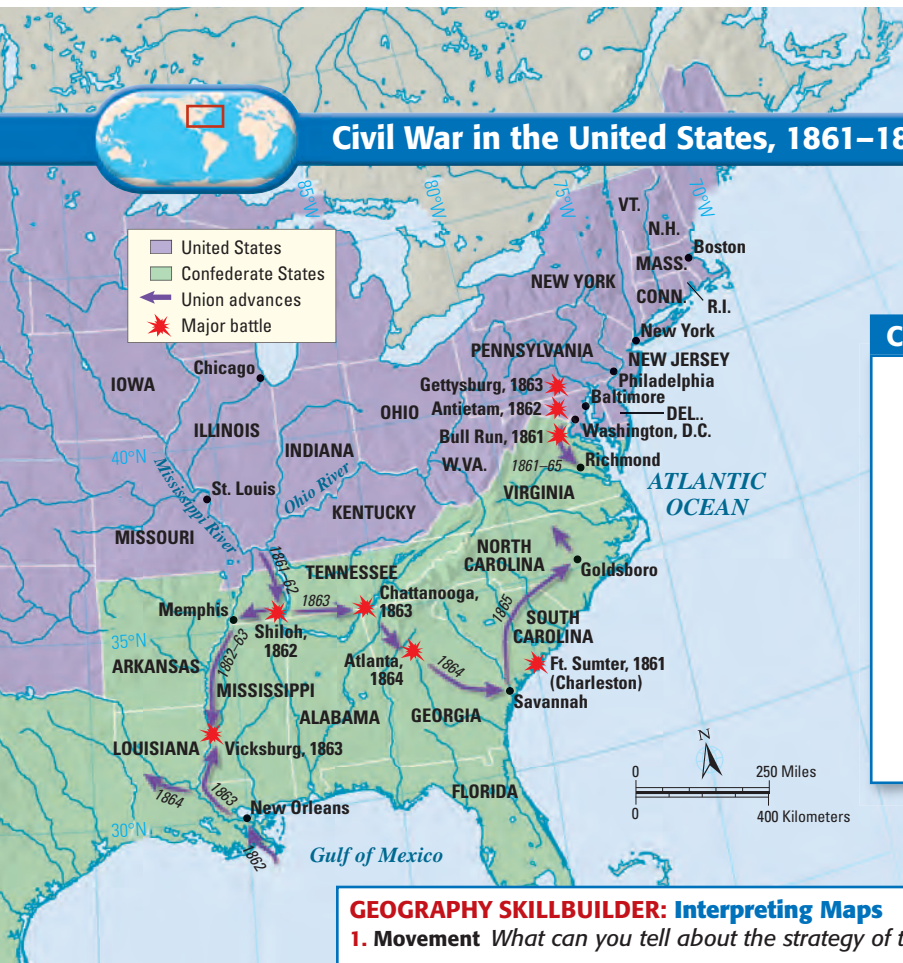 Civil War in the United States, 1861–18
85°W
80°W
75°W
70°W
United States
Confederate States
Union advances
Major battle
VT.
N.H.
Boston
MASS.
NEW YORK
CONN.
R.I.
New York
PENNSYLVANIA
NEW JERSEY
Chicago
Philadelphia
IOWA
Gettysburg, 1863
Baltimore
OHIO
Antietam, 1862
DEL..
ILLINOIS
Bull Run, 1861
Washington, D.C.
INDIANA
40°N
W.VA.
1861–65
Richmond
Mississippi River
Ohio River
ATLANTIC
OCEAN
St. Louis
VIRGINIA
KENTUCKY
MISSOURI
NORTH
CAROLINA
1861–62
TENNESSEE
Goldsboro
Chattanooga,
1863
1863
Memphis
1865
SOUTH
CAROLINA
Shiloh,
1862
35°N
1862–63
Atlanta,
1864
1864
Ft. Sumter, 1861
(Charleston)
ARKANSAS
MISSISSIPPI
Savannah
ALABAMA
GEORGIA
LOUISIANA
Vicksburg, 1863
N
0
250 Miles
0
400 Kilometers
1864
1863
FLORIDA
New Orleans
30°N
1862
Gulf of Mexico
C
GEOGRAPHY SKILLBUILDER: Interpreting Maps
1. Movement What can you tell about the strategy of t